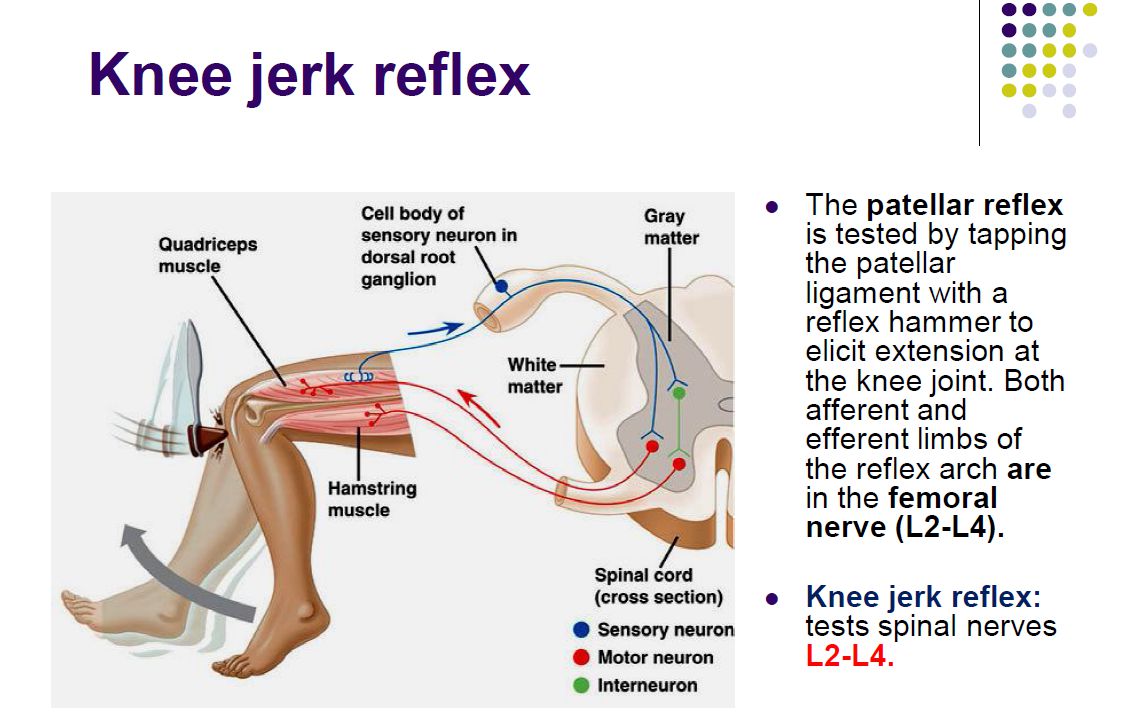 Knee jerk reflex
Cell body of
sensory neuron in
dorsal root
ganglion
Gray
matter
Quadriceps
muscle
White
matter
Hamstring
muscle
Spinal cord
(cross section)
Sensory neuron
Motor neuron
Interneuron
The patellar reflex
is tested by tapping
the patellar
ligament with a
reflex hammer to
elicit extension at
the knee joint. Both
afferent and
efferent limbs of
the reflex arch are
in the femoral
nerve (L2-L4).
Knee jerk reflex:
tests spinal nerves
L2-L4.